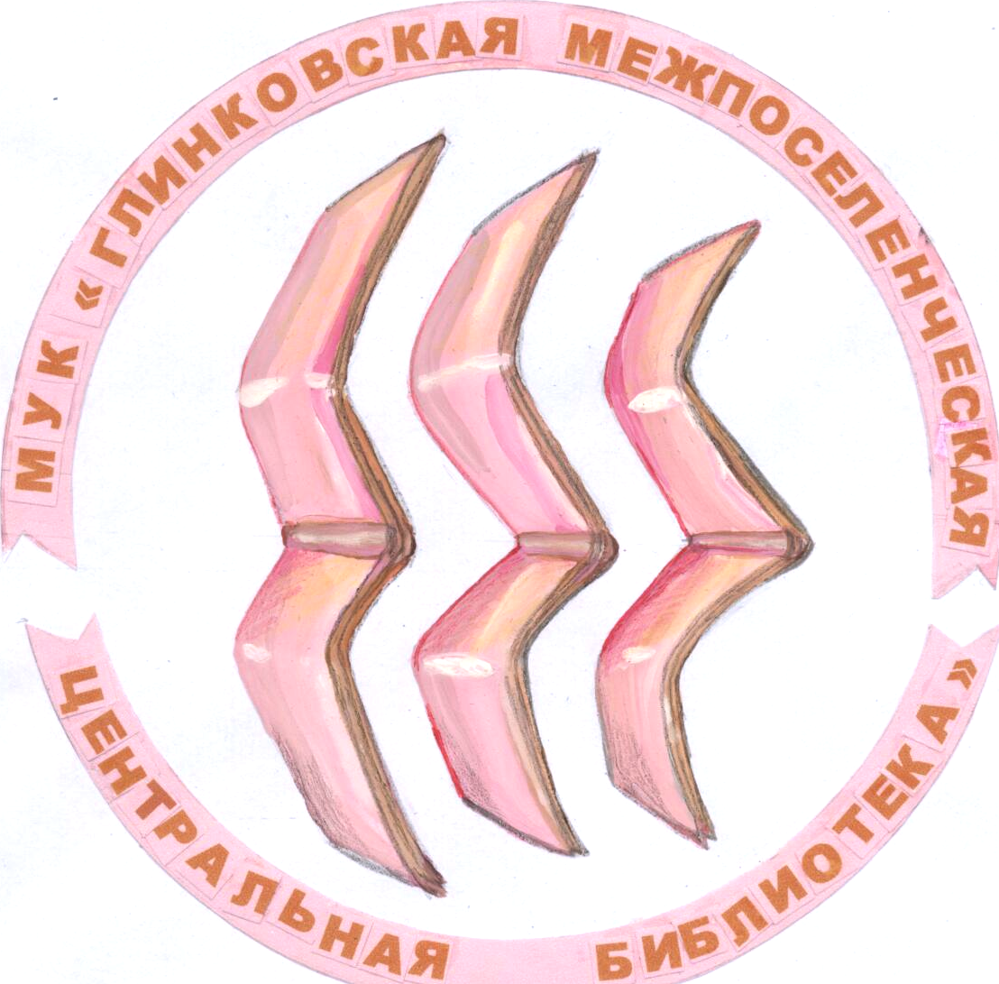 МУК «ГЛИНКОВСКАЯ МЕЖПОСЕЛЕНЧЕСКАЯ
ЦЕНТРАЛЬНАЯ БИБЛИОТЕКА»